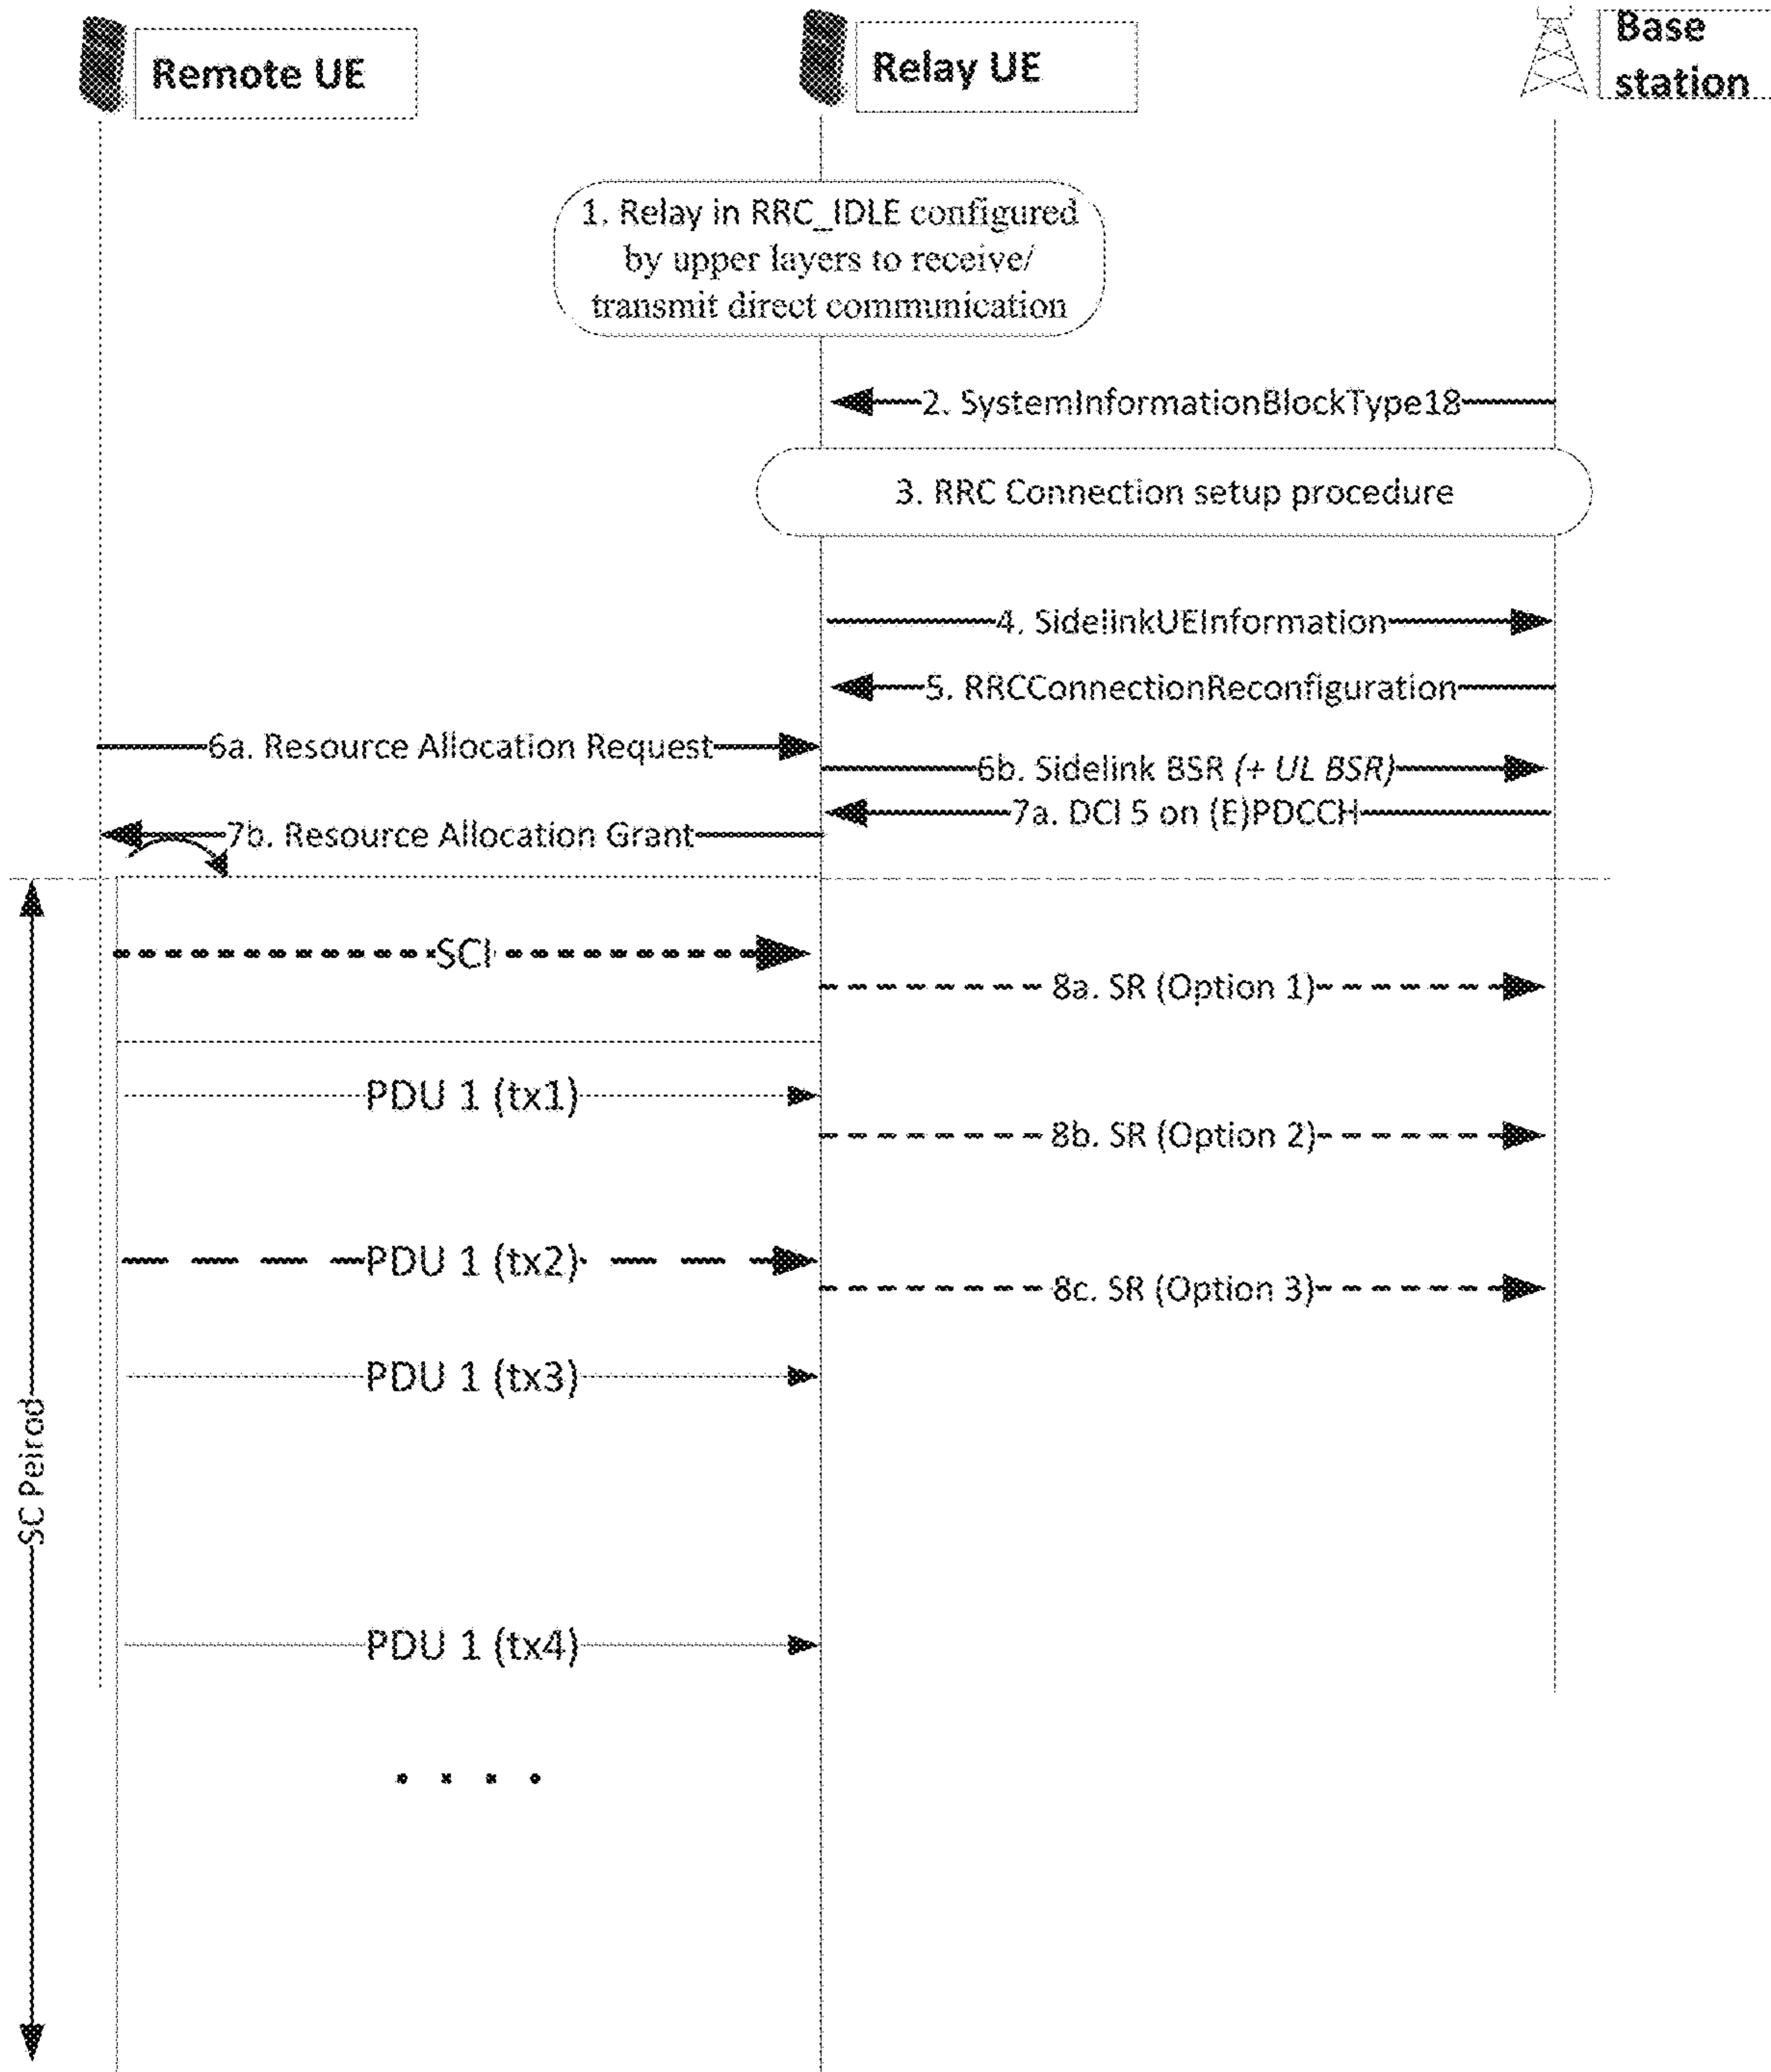 Remote UE
Relay UE
Base
station
1. Relay in RRC_IDLE configured
by upper layers to receive/
transmit direct communication
2. SystemInformationBlockType18
3. RRC Connection setup procedure
4. SidelinkUEInformation
5. RRCConnectionReconfiguration
6a. Resource Allocation Request
6b. Sidelink BSR (+ UL BSR)
7a. DCI 5 on (E)PDCCH
7b. Resource Allocation Grant
SCI
8a. SR (Option 1)
PDU 1 (tx1)
8b. SR (Option 2)
PDU 1 (tx2)
8c. SR (Option 3)
PDU 1 (tx3)
SC Peirod
PDU 1 (tx4)
. . . .